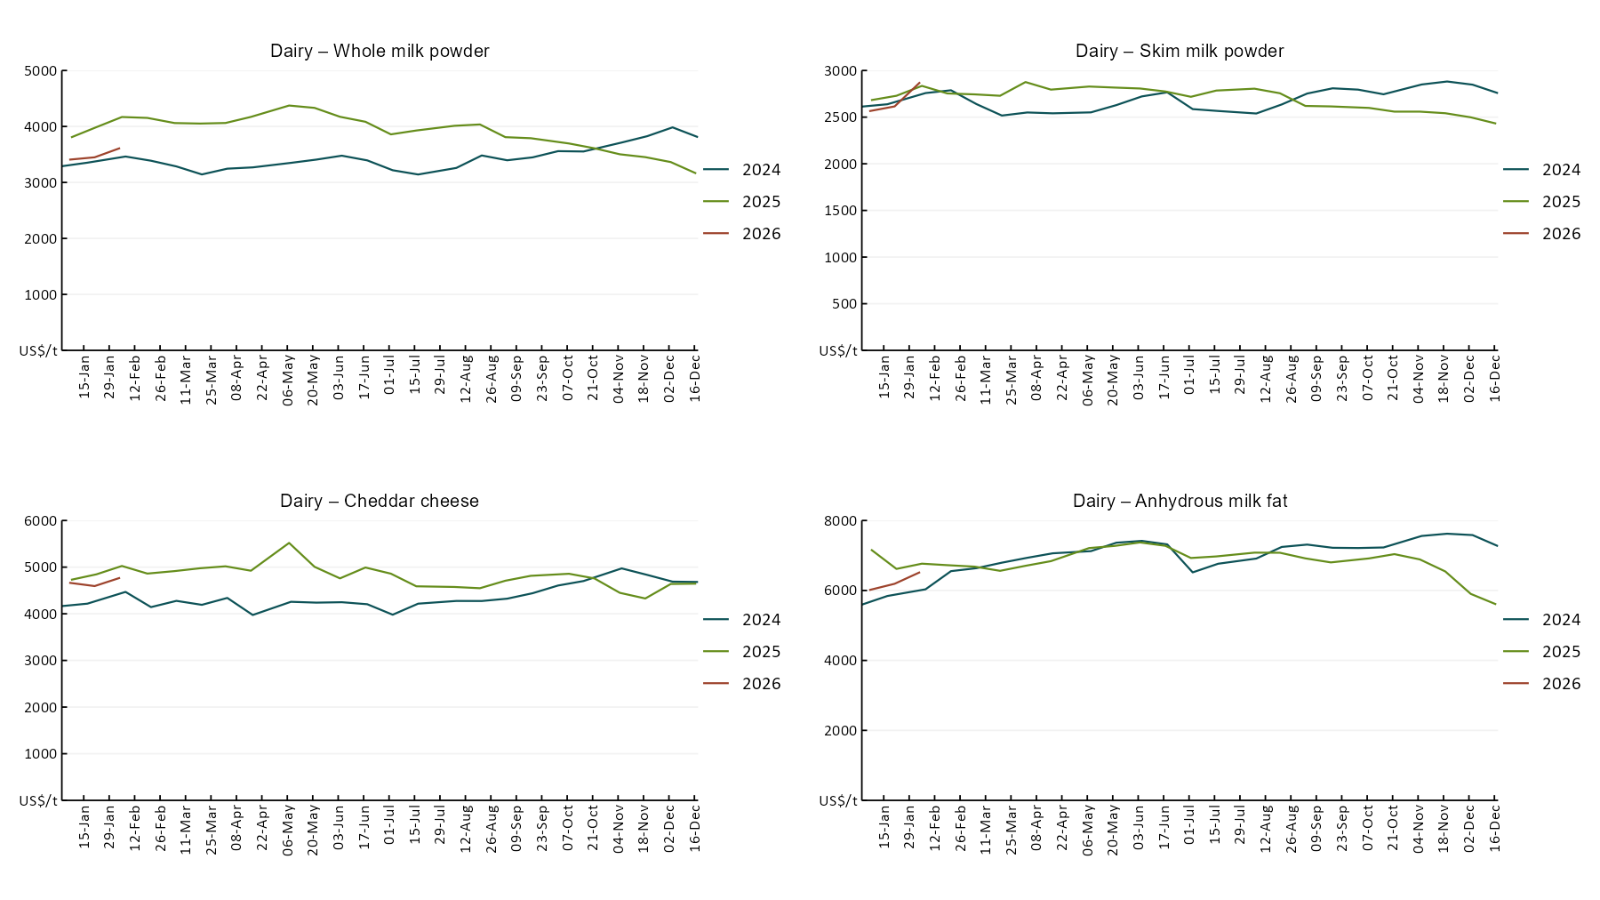 Dairy – Whole milk powder
5000
4000
3000
2000
1000
US$/t
15-Jan
29-Jan
12-Feb
26-Feb
11-Mar
25-Mar
08-Apr
22-Apr
06-May
20-May
03-Jun
17-Jun
01-Jul
15-Jul
29-Jul
12-Aug
26-Aug
09-Sep
23-Sep
07-Oct
21-Oct
04-Nov
18-Nov
02-Dec
16-Dec
2024
2025
2026
Dairy – Skim milk powder
3000
2500
2000
1500
1000
500
US$/t
15-Jan
29-Jan
12-Feb
26-Feb
11-Mar
25-Mar
08-Apr
22-Apr
06-May
20-May
03-Jun
17-Jun
01-Jul
15-Jul
29-Jul
12-Aug
26-Aug
09-Sep
23-Sep
07-Oct
21-Oct
04-Nov
18-Nov
02-Dec
16-Dec
2024
2025
2026
Dairy – Cheddar cheese
6000
5000
4000
3000
2000
1000
US$/t
15-Jan
29-Jan
12-Feb
26-Feb
11-Mar
25-Mar
08-Apr
22-Apr
06-May
20-May
03-Jun
17-Jun
01-Jul
15-Jul
29-Jul
12-Aug
26-Aug
09-Sep
23-Sep
07-Oct
21-Oct
04-Nov
18-Nov
02-Dec
16-Dec
2024
2025
2026
Dairy – Anhydrous milk fat
8000
6000
4000
2000
US$/t
15-Jan
29-Jan
12-Feb
26-Feb
11-Mar
25-Mar
08-Apr
22-Apr
06-May
20-May
03-Jun
17-Jun
01-Jul
15-Jul
29-Jul
12-Aug
26-Aug
09-Sep
23-Sep
07-Oct
21-Oct
04-Nov
18-Nov
02-Dec
16-Dec
2024
2025
2026